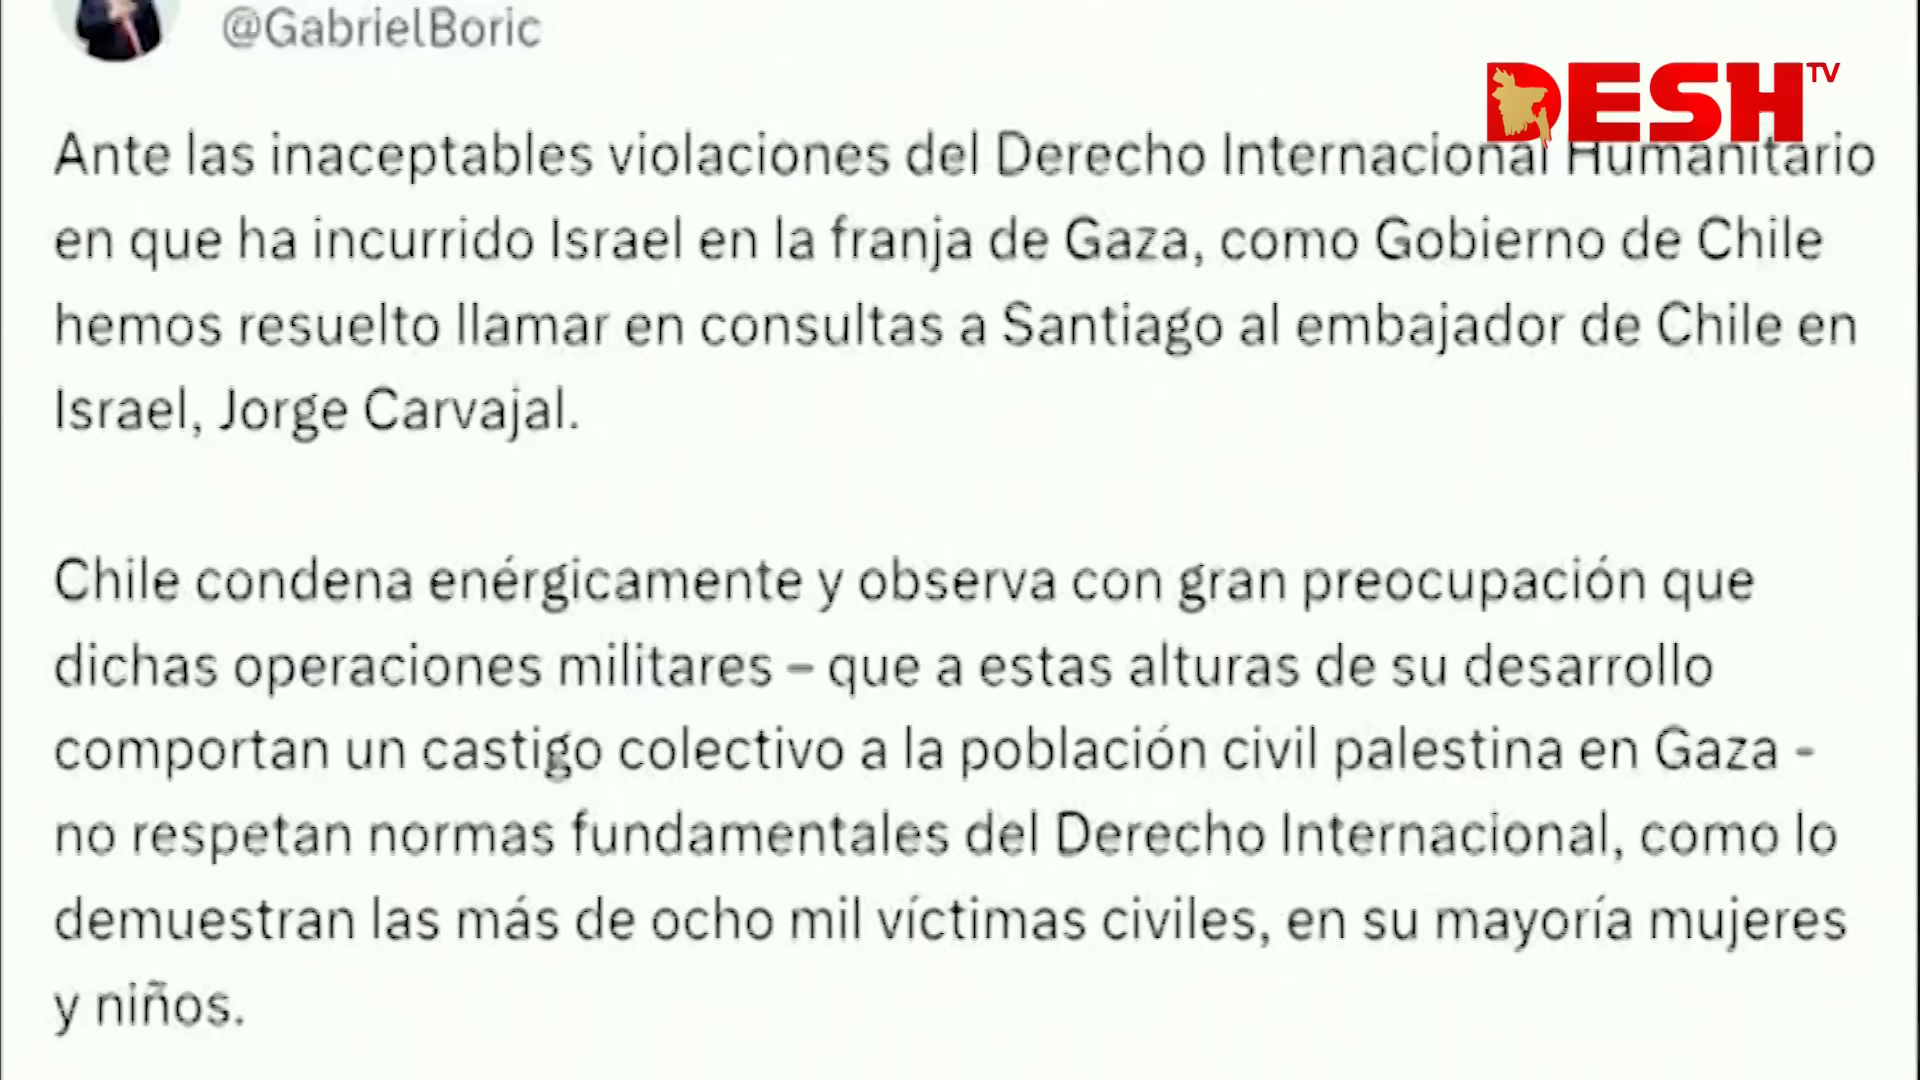 @GabrielBoric
DESH TV
Ante las inaceptables violaciones del Derecho Internacional Humanitario
en que ha incurrido Israel en la franja de Gaza, como Gobierno de Chile
hemos resuelto llamar en consultas a Santiago al embajador de Chile en
Israel, Jorge Carvajal.
Chile condena enérgicamente y observa con gran preocupación que
dichas operaciones militares – que a estas alturas de su desarrollo
comportan un castigo colectivo a la población civil palestina en Gaza -
no respetan normas fundamentales del Derecho Internacional, como lo
demuestran las más de ocho mil víctimas civiles, en su mayoría mujeres
y niños.